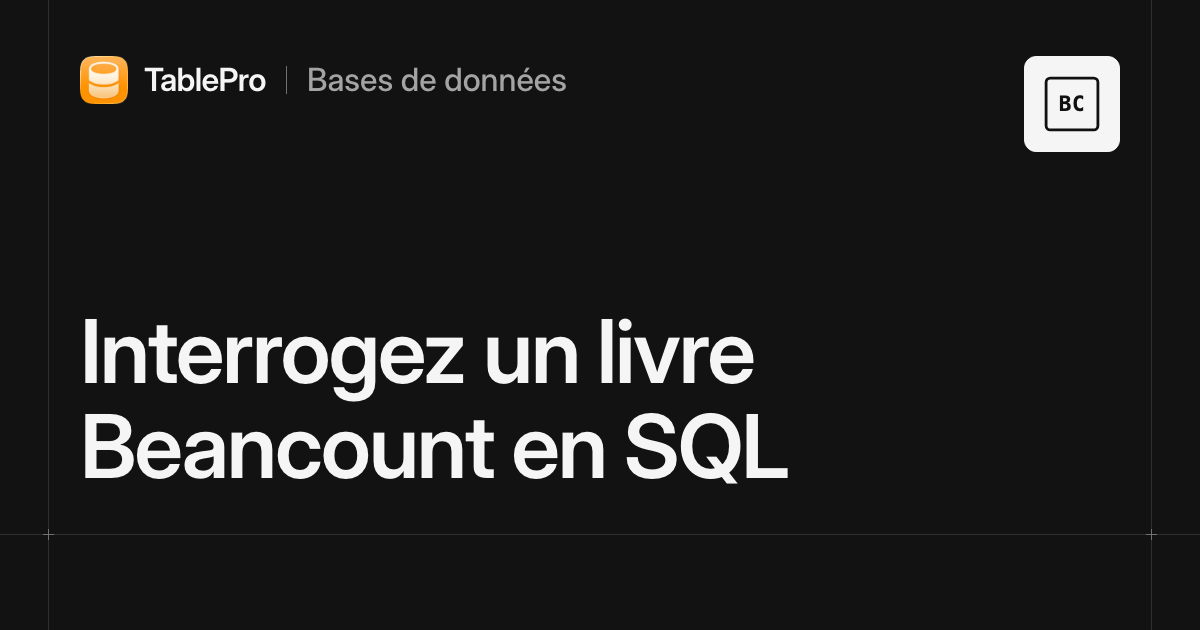 TablePro | Bases de données
BC
Interrogez un livre
Beancount en SQL